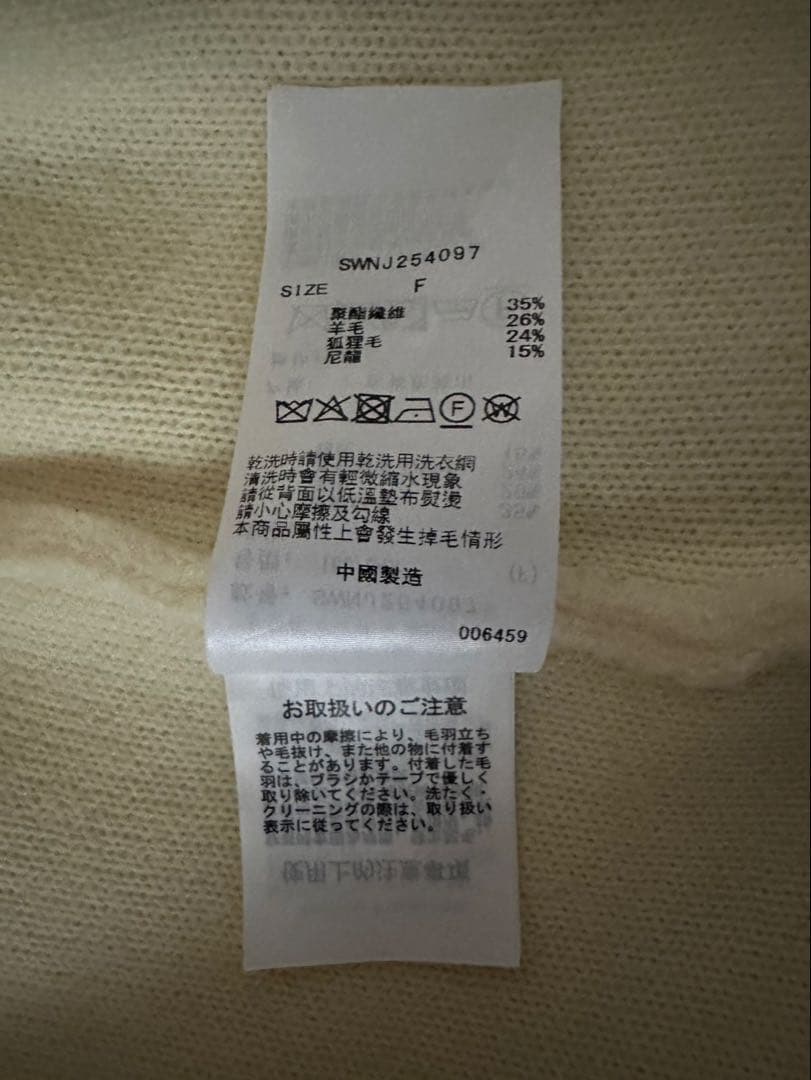 SWNJ254097
SIZE F
聚酯纖維 35%
羊毛 26%
狐狸毛 24%
尼龍 15%
F W
乾洗時請使用乾洗用洗衣網
清洗時會有輕微縮水現象
請從背面以低溫墊布熨燙
請小心摩擦及勾線
本商品屬性上會發生掉毛情形
中國製造
006459
お取扱いのご注意
着用中の摩擦により、毛羽立ち
や毛抜け、また他の物に付着す
ることがあります。付着した毛
羽は、ブラシかテープで優しく
取り除いてください。洗たく・
クリーニングの際は、取り扱い
表示に従ってください。